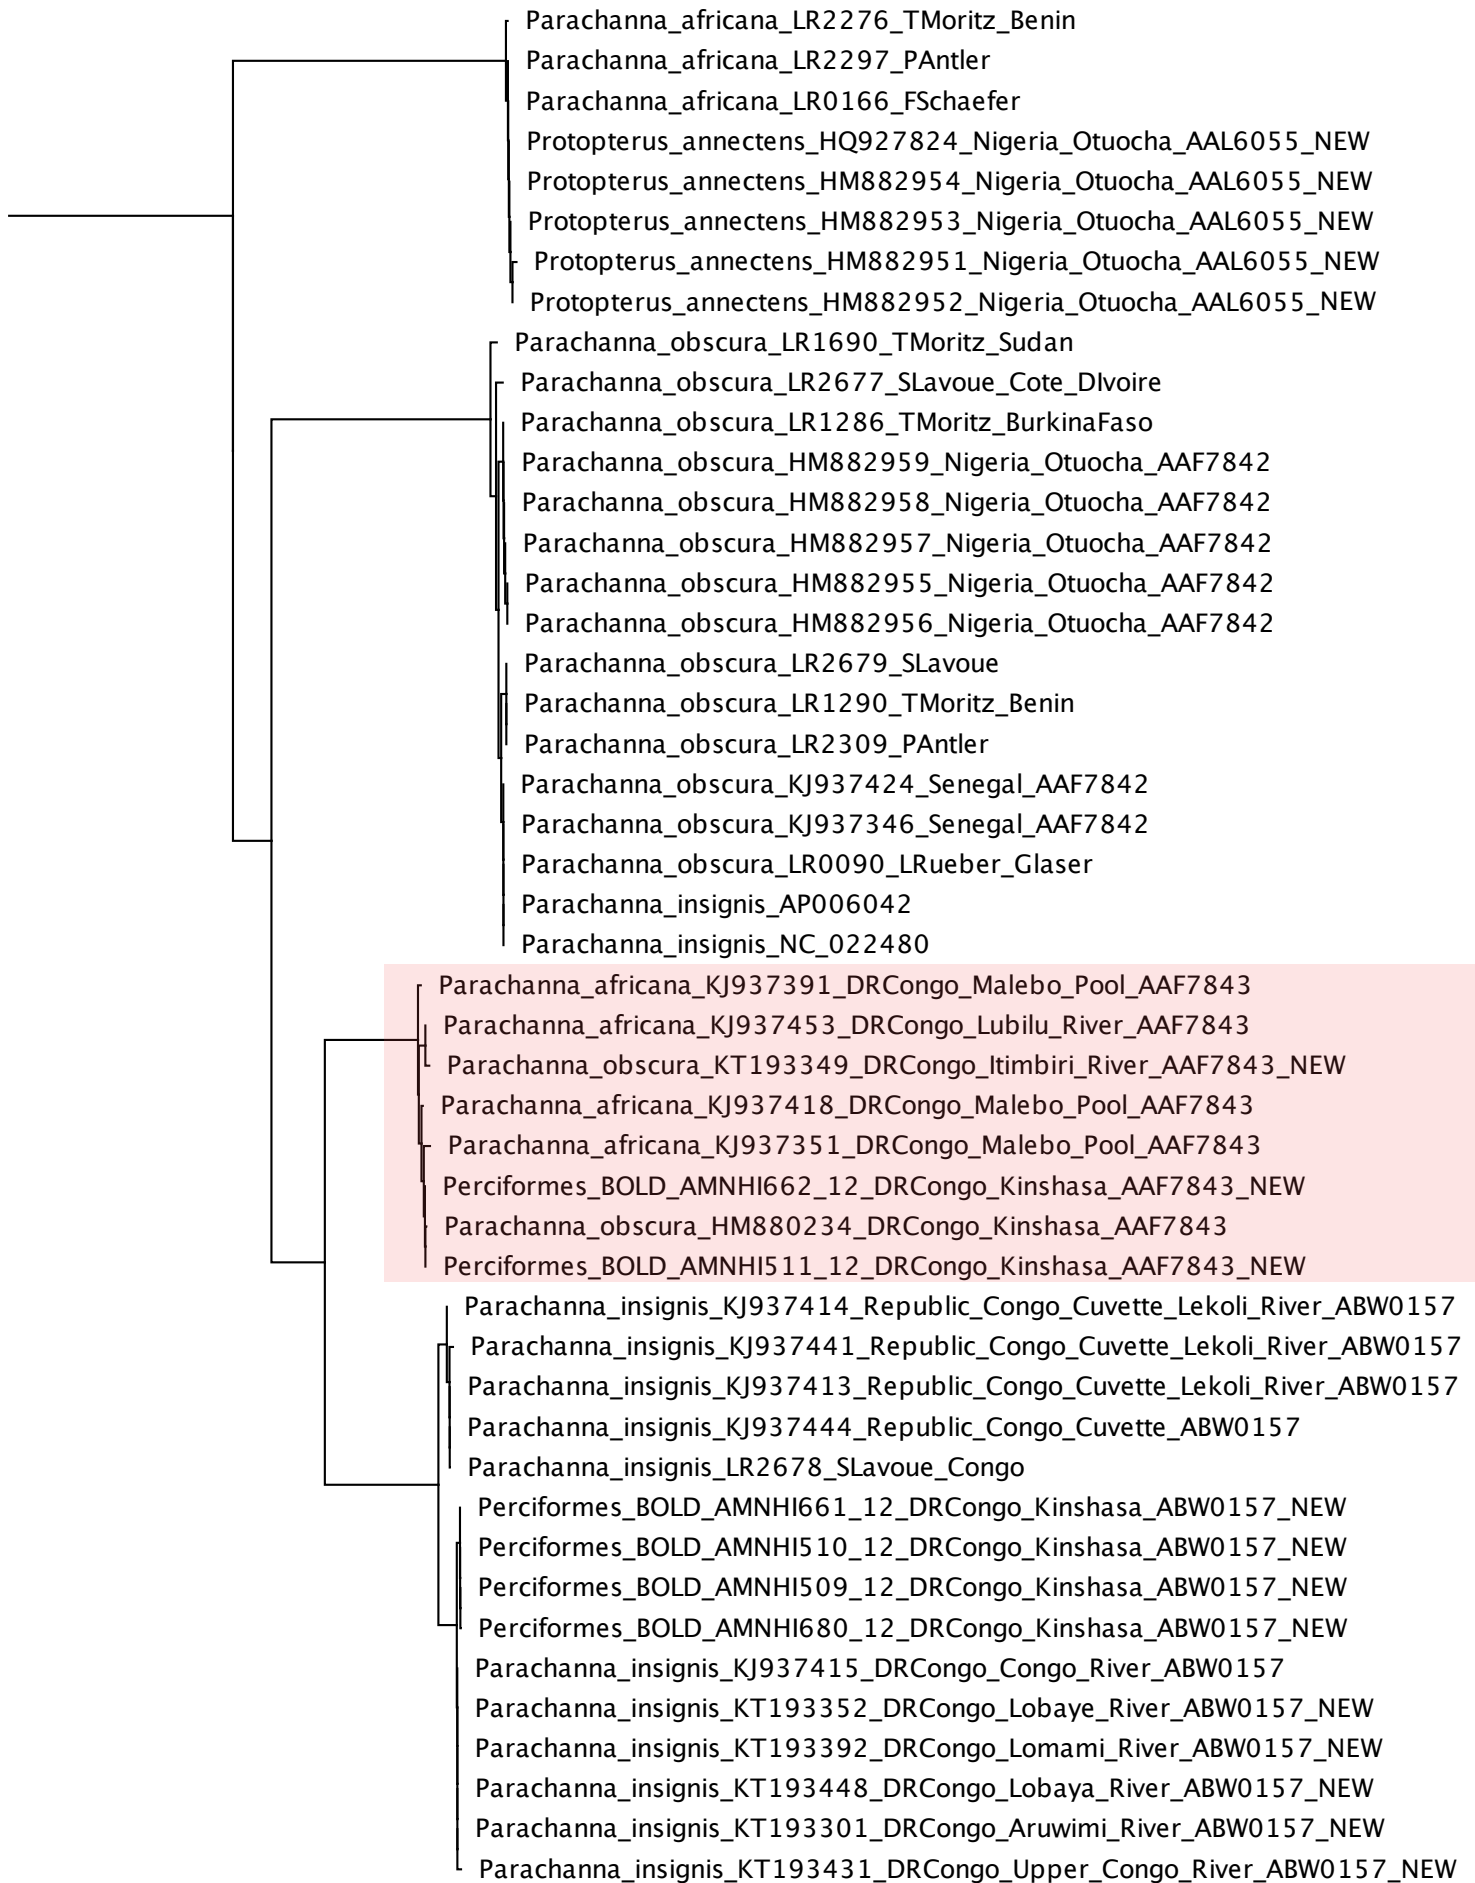 Parachanna_africana_LR2276_TMoritz_Benin
Parachanna_africana_LR2297_PAntler
Parachanna_africana_LR0166_FSchaefer
Protopterus_annectens_HQ927824_Nigeria_Otuocha_AAL6055_NEW
Protopterus_annectens_HM882954_Nigeria_Otuocha_AAL6055_NEW
Protopterus_annectens_HM882953_Nigeria_Otuocha_AAL6055_NEW
Protopterus_annectens_HM882951_Nigeria_Otuocha_AAL6055_NEW
Protopterus_annectens_HM882952_Nigeria_Otuocha_AAL6055_NEW
Parachanna_obscura_LR1690_TMoritz_Sudan
Parachanna_obscura_LR2677_SLavoue_Cote_DIvoire
Parachanna_obscura_LR1286_TMoritz_BurkinaFaso
Parachanna_obscura_HM882959_Nigeria_Otuocha_AAF7842
Parachanna_obscura_HM882958_Nigeria_Otuocha_AAF7842
Parachanna_obscura_HM882957_Nigeria_Otuocha_AAF7842
Parachanna_obscura_HM882955_Nigeria_Otuocha_AAF7842
Parachanna_obscura_HM882956_Nigeria_Otuocha_AAF7842
Parachanna_obscura_LR2679_SLavoue
Parachanna_obscura_LR1290_TMoritz_Benin
Parachanna_obscura_LR2309_PAntler
Parachanna_obscura_KJ937424_Senegal_AAF7842
Parachanna_obscura_KJ937346_Senegal_AAF7842
Parachanna_obscura_LR0090_LRueber_Glaser
Parachanna_insignis_AP006042
Parachanna_insignis_NC_022480
Parachanna_africana_KJ937391_DRCongo_Malebo_Pool_AAF7843
Parachanna_africana_KJ937453_DRCongo_Lubilu_River_AAF7843
Parachanna_obscura_KT193349_DRCongo_Itimbiri_River_AAF7843_NEW
Parachanna_africana_KJ937418_DRCongo_Malebo_Pool_AAF7843
Parachanna_africana_KJ937351_DRCongo_Malebo_Pool_AAF7843
Perciformes_BOLD_AMNHI662_12_DRCongo_Kinshasa_AAF7843_NEW
Parachanna_obscura_HM880234_DRCongo_Kinshasa_AAF7843
Perciformes_BOLD_AMNHI511_12_DRCongo_Kinshasa_AAF7843_NEW
Parachanna_insignis_KJ937414_Republic_Congo_Cuvette_Lekoli_River_ABW0157
Parachanna_insignis_KJ937441_Republic_Congo_Cuvette_Lekoli_River_ABW0157
Parachanna_insignis_KJ937413_Republic_Congo_Cuvette_Lekoli_River_ABW0157
Parachanna_insignis_KJ937444_Republic_Congo_Cuvette_ABW0157
Parachanna_insignis_LR2678_SLavoue_Congo
Perciformes_BOLD_AMNHI661_12_DRCongo_Kinshasa_ABW0157_NEW
Perciformes_BOLD_AMNHI510_12_DRCongo_Kinshasa_ABW0157_NEW
Perciformes_BOLD_AMNHI509_12_DRCongo_Kinshasa_ABW0157_NEW
Perciformes_BOLD_AMNHI680_12_DRCongo_Kinshasa_ABW0157_NEW
Parachanna_insignis_KJ937415_DRCongo_Congo_River_ABW0157
Parachanna_insignis_KT193352_DRCongo_Lobaye_River_ABW0157_NEW
Parachanna_insignis_KT193392_DRCongo_Lomami_River_ABW0157_NEW
Parachanna_insignis_KT193448_DRCongo_Lobaya_River_ABW0157_NEW
Parachanna_insignis_KT193301_DRCongo_Aruwimi_River_ABW0157_NEW
Parachanna_insignis_KT193431_DRCongo_Upper_Congo_River_ABW0157_NEW